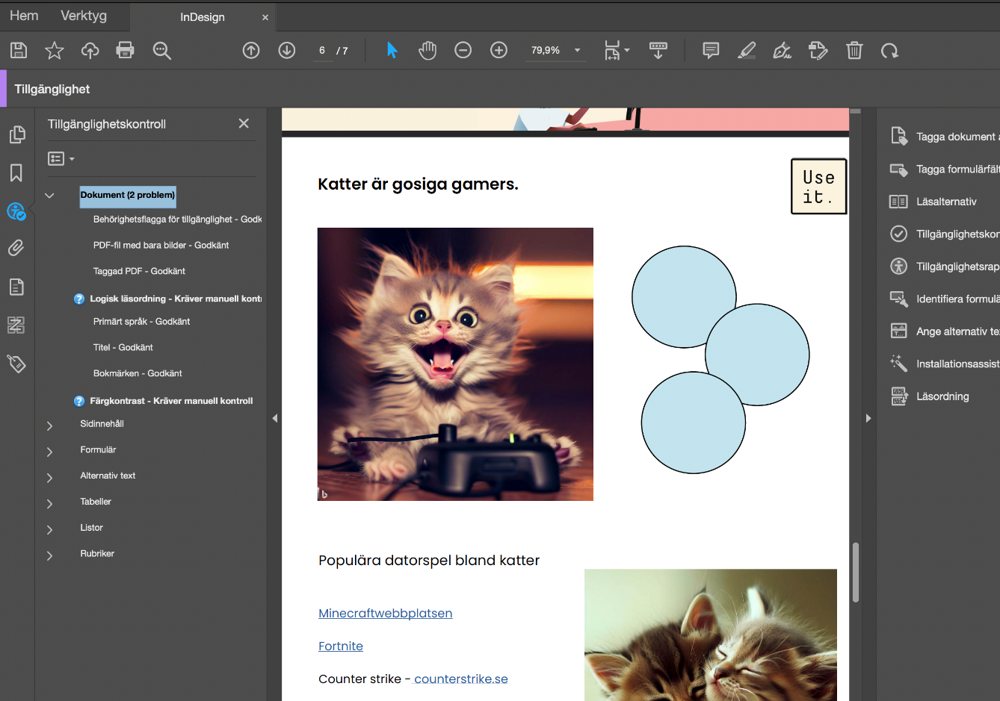 Hem
Verktyg
InDesign
6 / 7
79,9%
Tillgänglighet
Tillgänglighetskontroll
Dokument (2 problem)
Behörighetsflagga för tillgänglighet - Godk
PDF-fil med bara bilder - Godkänt
Taggad PDF - Godkänt
Logisk läsordning - Kräver manuell kont
Primärt språk - Godkänt
Titel - Godkänt
Bokmärken - Godkänt
Färgkontrast - Kräver manuell kontroll
Sidinnehåll
Formulär
Alternativ text
Tabeller
Listor
Rubriker
Katter är gosiga gamers.
Use
it.
Populära datorspel bland katter
Minecraftwebbplatsen
Fortnite
Counter strike - counterstrike.se
Tagga dokument a
Tagga formulärfält
Läsalternativ
Tillgänglighetskon
Tillgänglighetsrap
Identifiera formulä
Ange alternativ te
Installationsassist
Läsordning